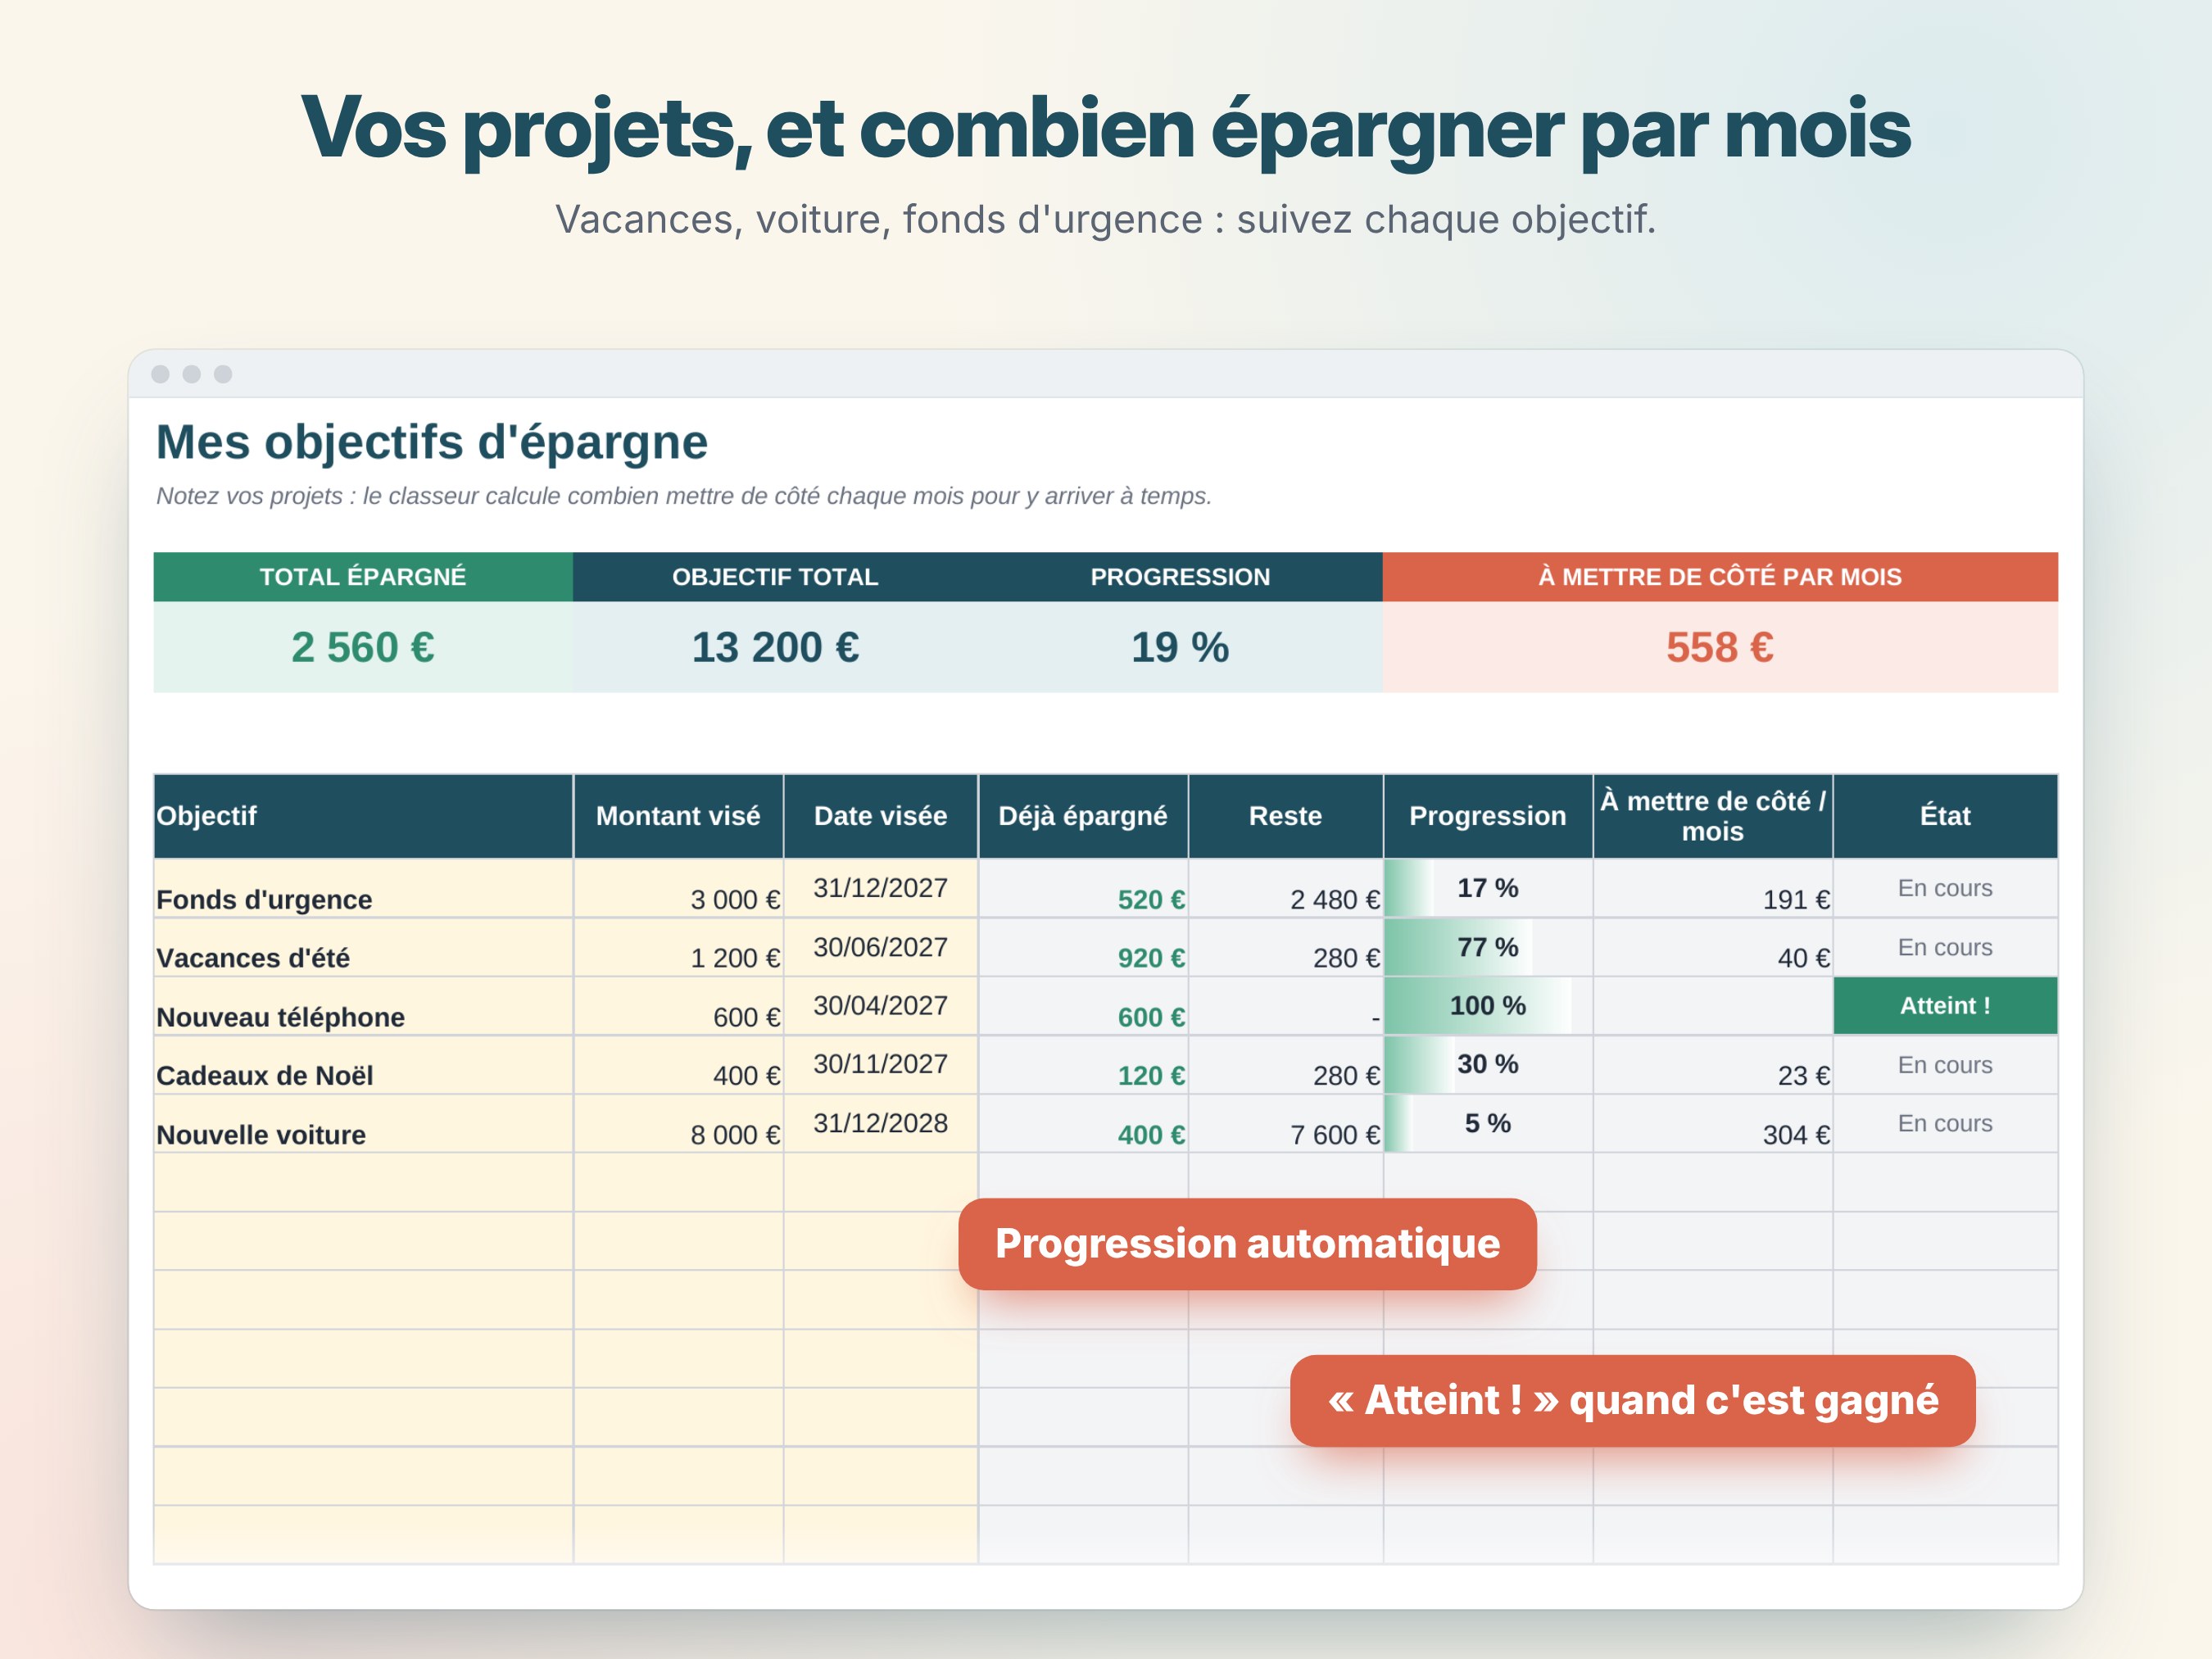 Vos projets, et combien épargner par mois
Vacances, voiture, fonds d'urgence : suivez chaque objectif.
Mes objectifs d'épargne
Notez vos projets : le classeur calcule combien mettre de côté chaque mois pour y arriver à temps.
TOTAL ÉPARGNÉ OBJECTIF TOTAL PROGRESSION À METTRE DE CÔTÉ PAR MOIS
2 560 € 13 200 € 19 % 558 €
Objectif Montant visé Date visée Déjà épargné Reste Progression À mettre de côté / mois État
Fonds d'urgence 3 000 € 31/12/2027 520 € 2 480 € 17 % 191 € En cours
Vacances d'été 1 200 € 30/06/2027 920 € 280 € 77 % 40 € En cours
Nouveau téléphone 600 € 30/04/2027 600 € - 100 % Atteint !
Cadeaux de Noël 400 € 30/11/2027 120 € 280 € 30 % 23 € En cours
Nouvelle voiture 8 000 € 31/12/2028 400 € 7 600 € 5 % 304 € En cours
Progression automatique
« Atteint ! » quand c'est gagné